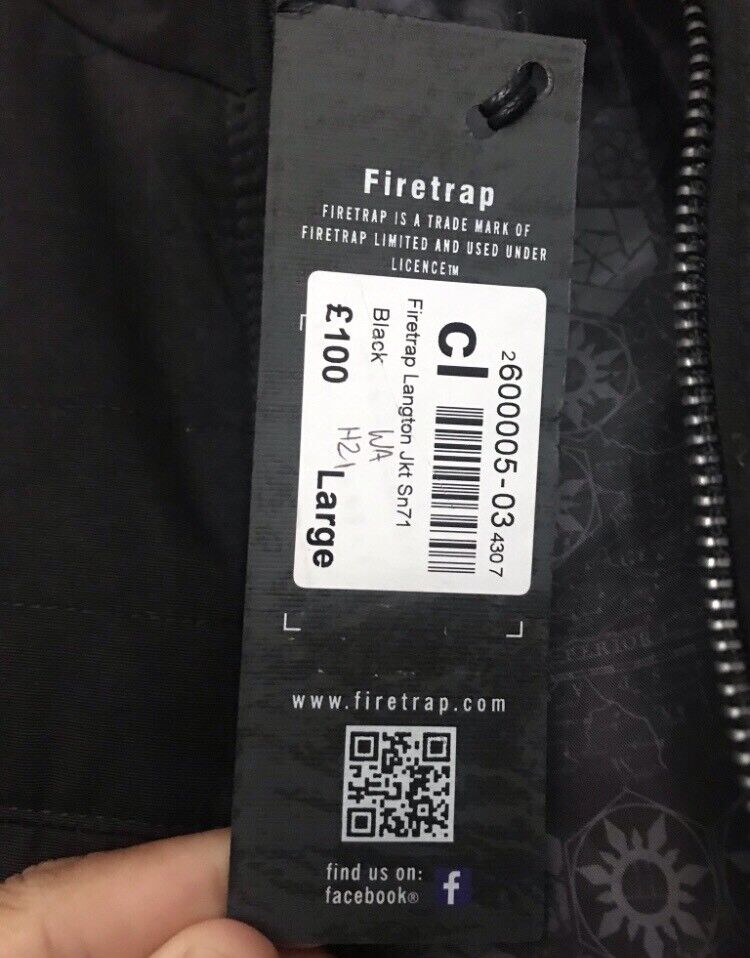 Firetrap
FIRETRAP IS A TRADE MARK OF
FIRETRAP LIMITED AND USED UNDER
LICENCE™
2600005-03 4307
cl
Firetrap Langton Jkt Sn71
Black WA
£100 H21 Large
www.firetrap.com
find us on:
facebook® f